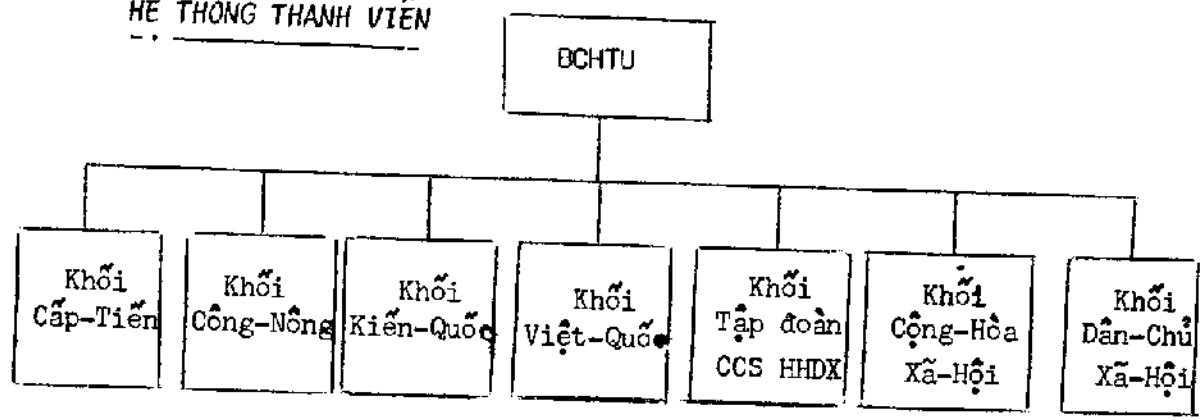 HỆ THỐNG THÀNH VIÊN
BCHTU
Khối
Cấp-Tiến
Khối
Công-Nông
Khối
Kiến-Quốc
Khối
Việt-Quốc
Khối
Tập đoàn
CCS HHDX
Khối
Cộng-Hòa
Xã-Hội
Khối
Dân-Chủ
Xã-Hội